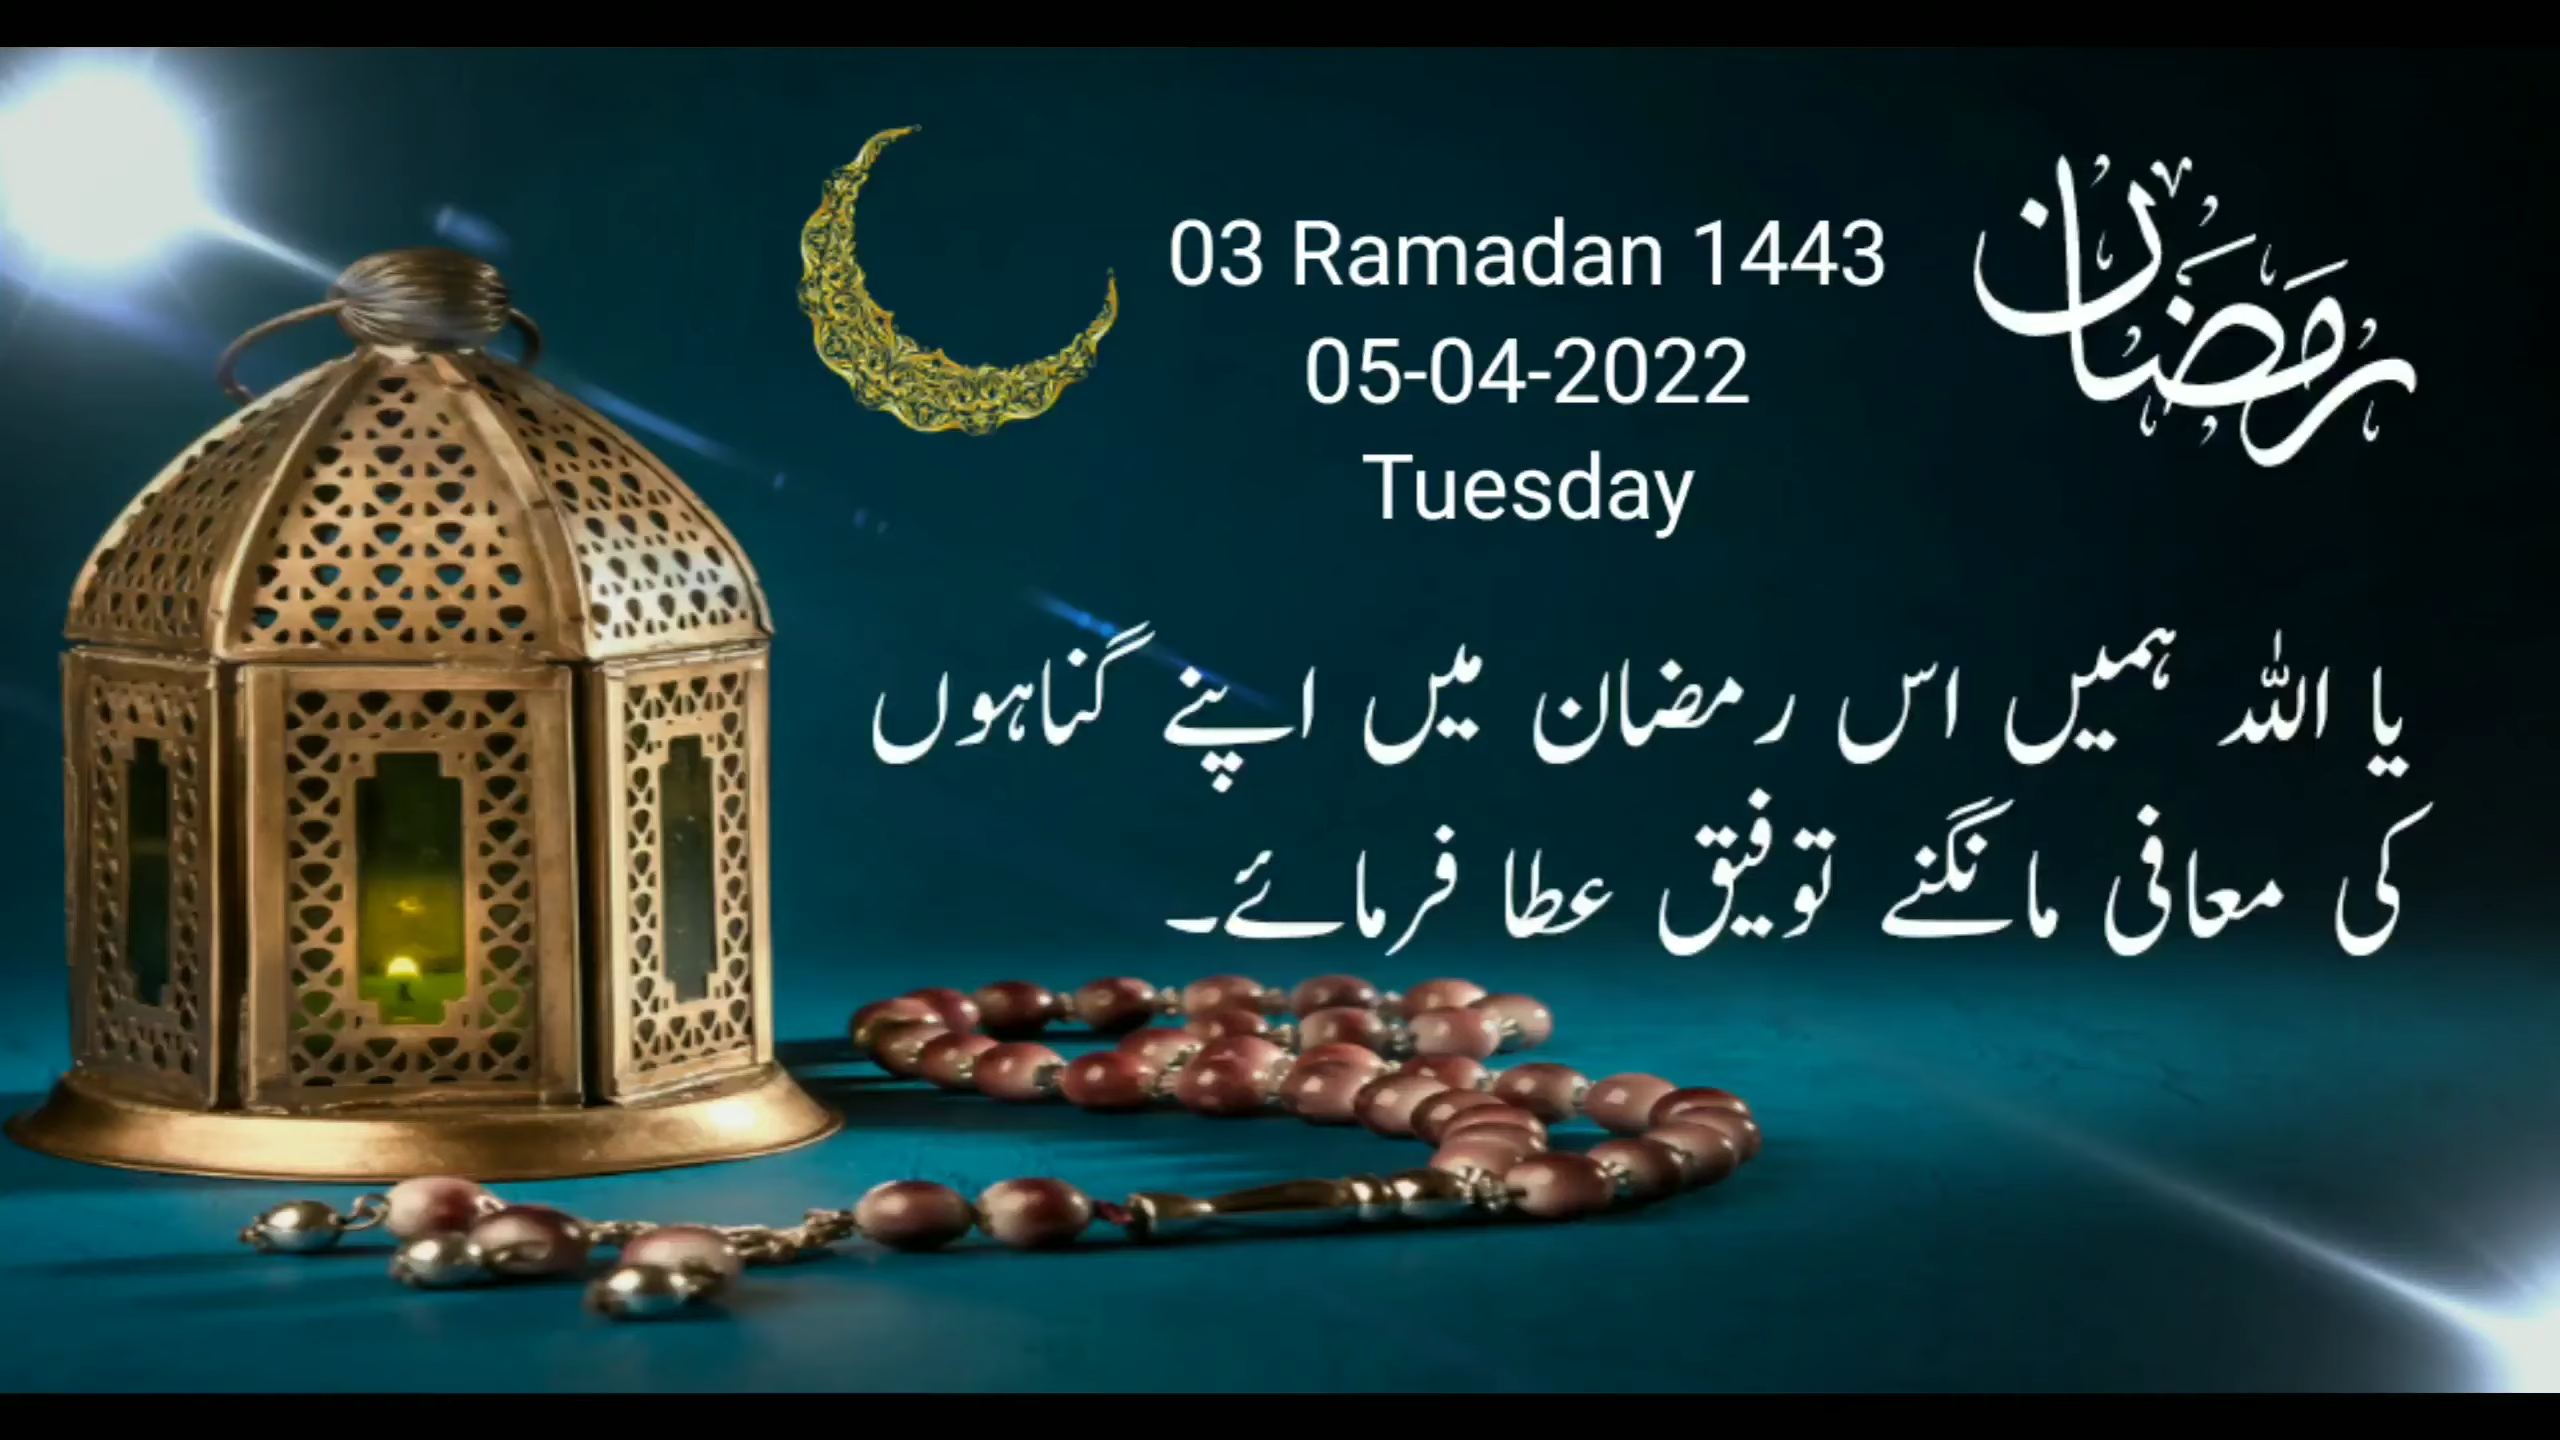 03 Ramadan 1443
05-04-2022
Tuesday
رمضان
یا اللہ ہمیں اس رمضان میں اپنے گناہوں
کی معافی مانگنے توفیق عطا فرمائے۔